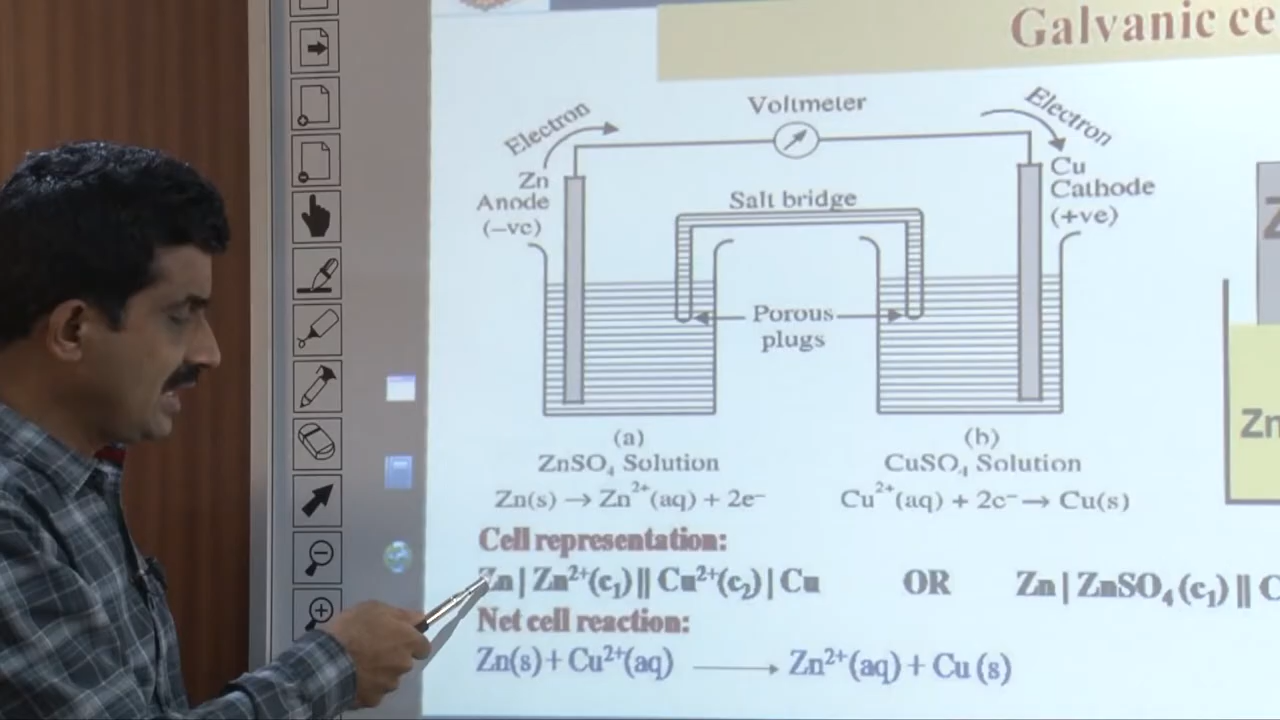 Galvanic ce
Voltmeter
Electron
Electron
Zn
Anode
(−ve)
Cu
Cathode
(+ve)
Salt bridge
Porous
plugs
(a)
ZnSO₄ Solution
Zn(s) → Zn²⁺(aq) + 2e⁻
(b)
CuSO₄ Solution
Cu²⁺(aq) + 2e⁻ → Cu(s)
Cell representation:
Zn | Zn²⁺(c₁) || Cu²⁺(c₂) | Cu OR Zn | ZnSO₄ (c₁) || C
Net cell reaction:
Zn(s) + Cu²⁺(aq) ⟶ Zn²⁺(aq) + Cu (s)
Z
Zn